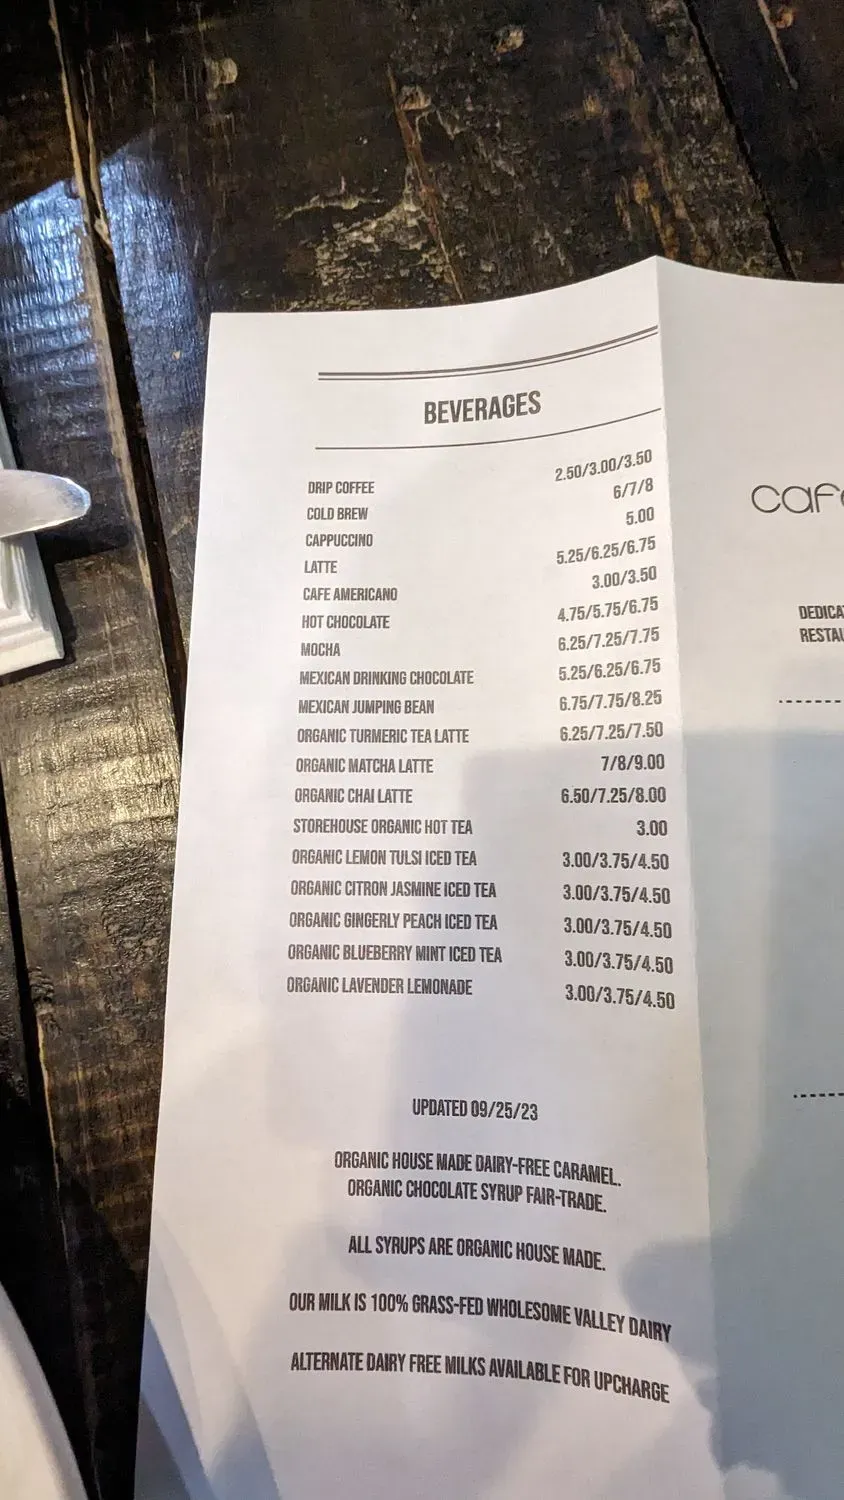 BEVERAGES
DRIP COFFEE 2.50/3.00/3.50
COLD BREW 6/7/8
CAPPUCCINO 5.00
LATTE 5.25/6.25/6.75
CAFE AMERICANO 3.00/3.50
HOT CHOCOLATE 4.75/5.75/6.75
MOCHA 6.25/7.25/7.75
MEXICAN DRINKING CHOCOLATE 5.25/6.25/6.75
MEXICAN JUMPING BEAN 6.75/7.75/8.25
ORGANIC TURMERIC TEA LATTE 6.25/7.25/7.50
ORGANIC MATCHA LATTE 7/8/9.00
ORGANIC CHAI LATTE 6.50/7.25/8.00
STOREHOUSE ORGANIC HOT TEA 3.00
ORGANIC LEMON TULSI ICED TEA 3.00/3.75/4.50
ORGANIC CITRON JASMINE ICED TEA 3.00/3.75/4.50
ORGANIC GINGERLY PEACH ICED TEA 3.00/3.75/4.50
ORGANIC BLUEBERRY MINT ICED TEA 3.00/3.75/4.50
ORGANIC LAVENDER LEMONADE 3.00/3.75/4.50
UPDATED 09/25/23
ORGANIC HOUSE MADE DAIRY-FREE CARAMEL.
ORGANIC CHOCOLATE SYRUP FAIR-TRADE.
ALL SYRUPS ARE ORGANIC HOUSE MADE.
OUR MILK IS 100% GRASS-FED WHOLESOME VALLEY DAIRY
ALTERNATE DAIRY FREE MILKS AVAILABLE FOR UPCHARGE